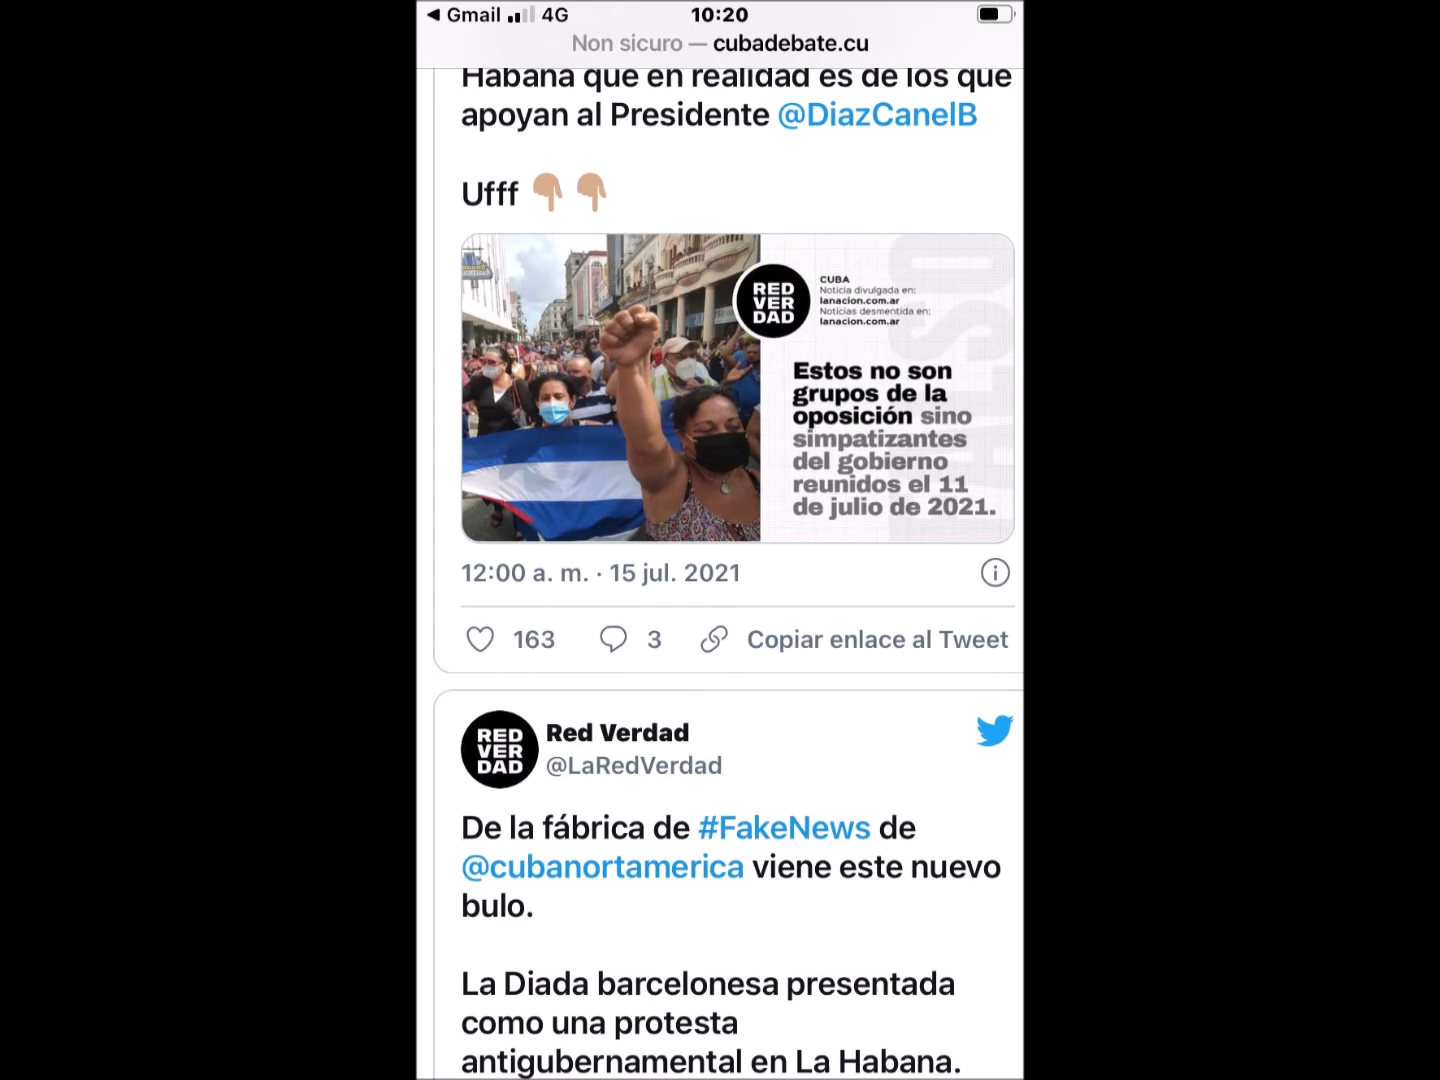 Gmail 4G 10:20
Non sicuro — cubadebate.cu
Habana que en realidad es de los que
apoyan al Presidente @DiazCanelB
Ufff
RED
VER
DAD
CUBA
Noticia divulgada en:
lanacion.com.ar
Noticias desmentida en:
lanacion.com.ar
Estos no son
grupos de la
oposición sino
simpatizantes
del gobierno
reunidos el 11
de julio de 2021.
12:00 a. m. · 15 jul. 2021
163 3 Copiar enlace al Tweet
RED
VER
DAD
Red Verdad
@LaRedVerdad
De la fábrica de #FakeNews de
@cubanortamerica viene este nuevo
bulo.
La Diada barcelonesa presentada
como una protesta
antigubernamental en La Habana.